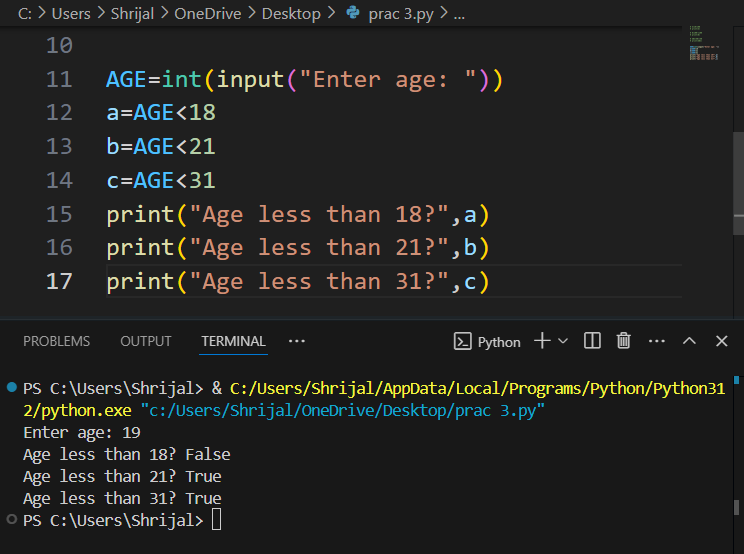 C: > Users > Shrijal > OneDrive > Desktop > prac 3.py > ...
10
11 AGE=int(input("Enter age: "))
12 a=AGE<18
13 b=AGE<21
14 c=AGE<31
15 print("Age less than 18?",a)
16 print("Age less than 21?",b)
17 print("Age less than 31?",c)
PROBLEMS OUTPUT TERMINAL ... Python
PS C:\Users\Shrijal> & C:/Users/Shrijal/AppData/Local/Programs/Python/Python31
2/python.exe "c:/Users/Shrijal/OneDrive/Desktop/prac 3.py"
Enter age: 19
Age less than 18? False
Age less than 21? True
Age less than 31? True
PS C:\Users\Shrijal>